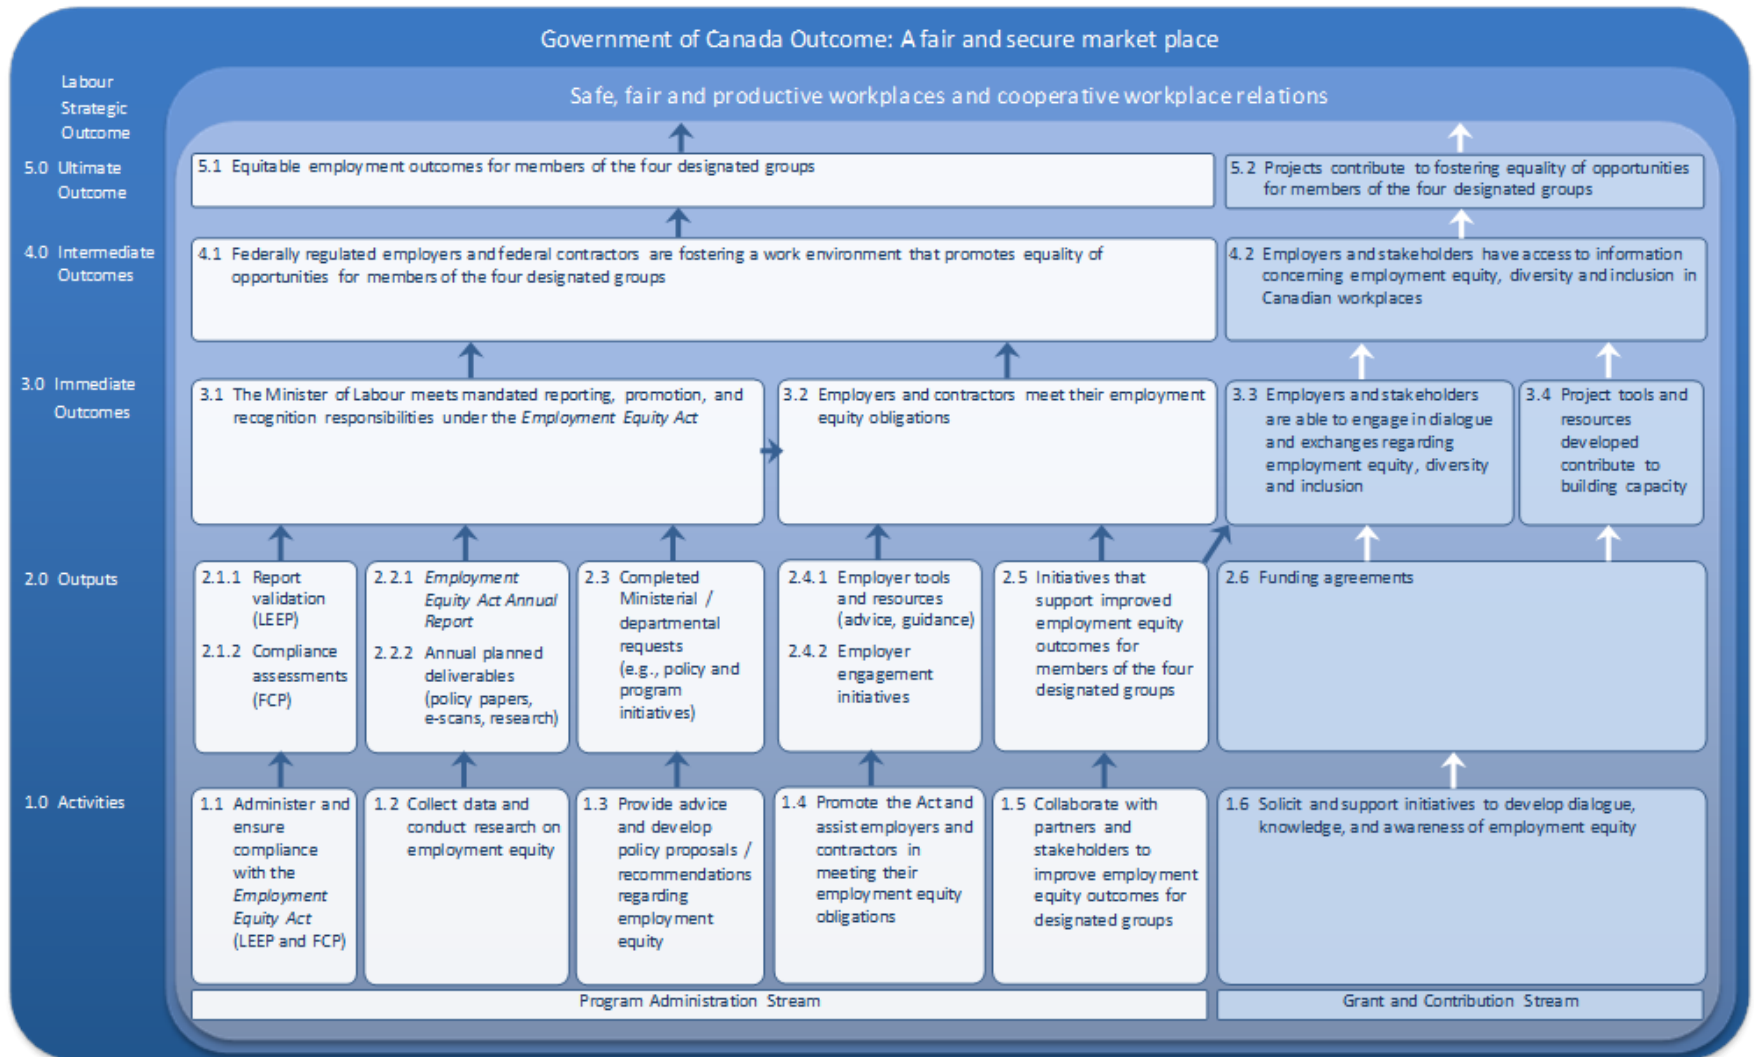 Government of Canada Outcome: A fair and secure market place
Labour
Strategic
Outcome
Safe, fair and productive workplaces and cooperative workplace relations
5.0 Ultimate
Outcome
5.1 Equitable employment outcomes for members of the four designated groups
5.2 Projects contribute to fostering equality of opportunities
for members of the four designated groups
4.0 Intermediate
Outcomes
4.1 Federally regulated employers and federal contractors are fostering a work environment that promotes equality of
opportunities for members of the four designated groups
4.2 Employers and stakeholders have access to information
concerning employment equity, diversity and inclusion in
Canadian workplaces
3.0 Immediate
Outcomes
3.1 The Minister of Labour meets mandated reporting, promotion, and
recognition responsibilities under the Employment Equity Act
3.2 Employers and contractors meet their employment
equity obligations
3.3 Employers and stakeholders
are able to engage in dialogue
and exchanges regarding
employment equity, diversity
and inclusion
3.4 Project tools and
resources
developed
contribute to
building capacity
2.0 Outputs
2.1.1 Report
validation
(LEEP)
2.1.2 Compliance
assessments
(FCP)
2.2.1 Employment
Equity Act Annual
Report
2.2.2 Annual planned
deliverables
(policy papers,
e-scans, research)
2.3 Completed
Ministerial /
departmental
requests
(e.g., policy and
program
initiatives)
2.4.1 Employer tools
and resources
(advice, guidance)
2.4.2 Employer
engagement
initiatives
2.5 Initiatives that
support improved
employment equity
outcomes for
members of the four
designated groups
2.6 Funding agreements
1.0 Activities
1.1 Administer and
ensure
compliance
with the
Employment
Equity Act
(LEEP and FCP)
1.2 Collect data and
conduct research on
employment equity
1.3 Provide advice
and develop
policy proposals /
recommendations
regarding
employment
equity
1.4 Promote the Act and
assist employers and
contractors in
meeting their
employment equity
obligations
1.5 Collaborate with
partners and
stakeholders to
improve employment
equity outcomes for
designated groups
1.6 Solicit and support initiatives to develop dialogue,
knowledge, and awareness of employment equity
Program Administration Stream
Grant and Contribution Stream